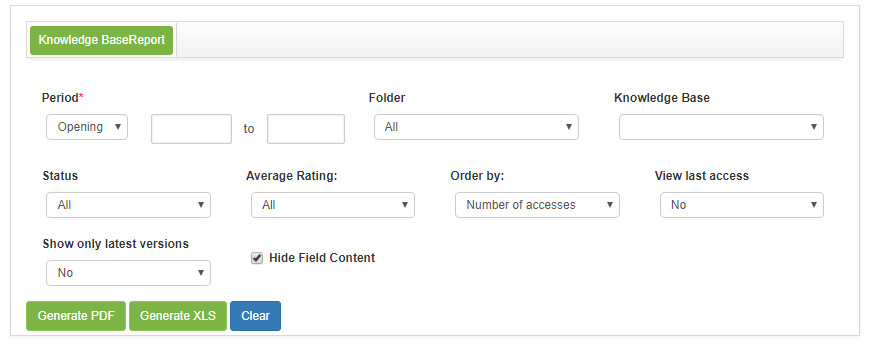 Knowledge BaseReport
Period* Folder Knowledge Base
Opening to All
Status Average Rating: Order by: View last access
All All Number of accesses No
Show only latest versions
Hide Field Content
No
Generate PDF Generate XLS Clear